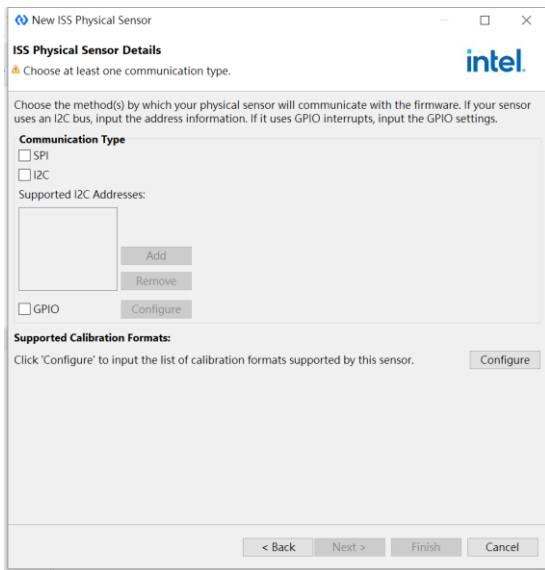 New ISS Physical Sensor
ISS Physical Sensor Details
Choose at least one communication type.
intel.
Choose the method(s) by which your physical sensor will communicate with the firmware. If your sensor
uses an I2C bus, input the address information. If it uses GPIO interrupts, input the GPIO settings.
Communication Type
SPI
I2C
Supported I2C Addresses:
Add
Remove
GPIO Configure
Supported Calibration Formats:
Click 'Configure' to input the list of calibration formats supported by this sensor. Configure
< Back Next > Finish Cancel